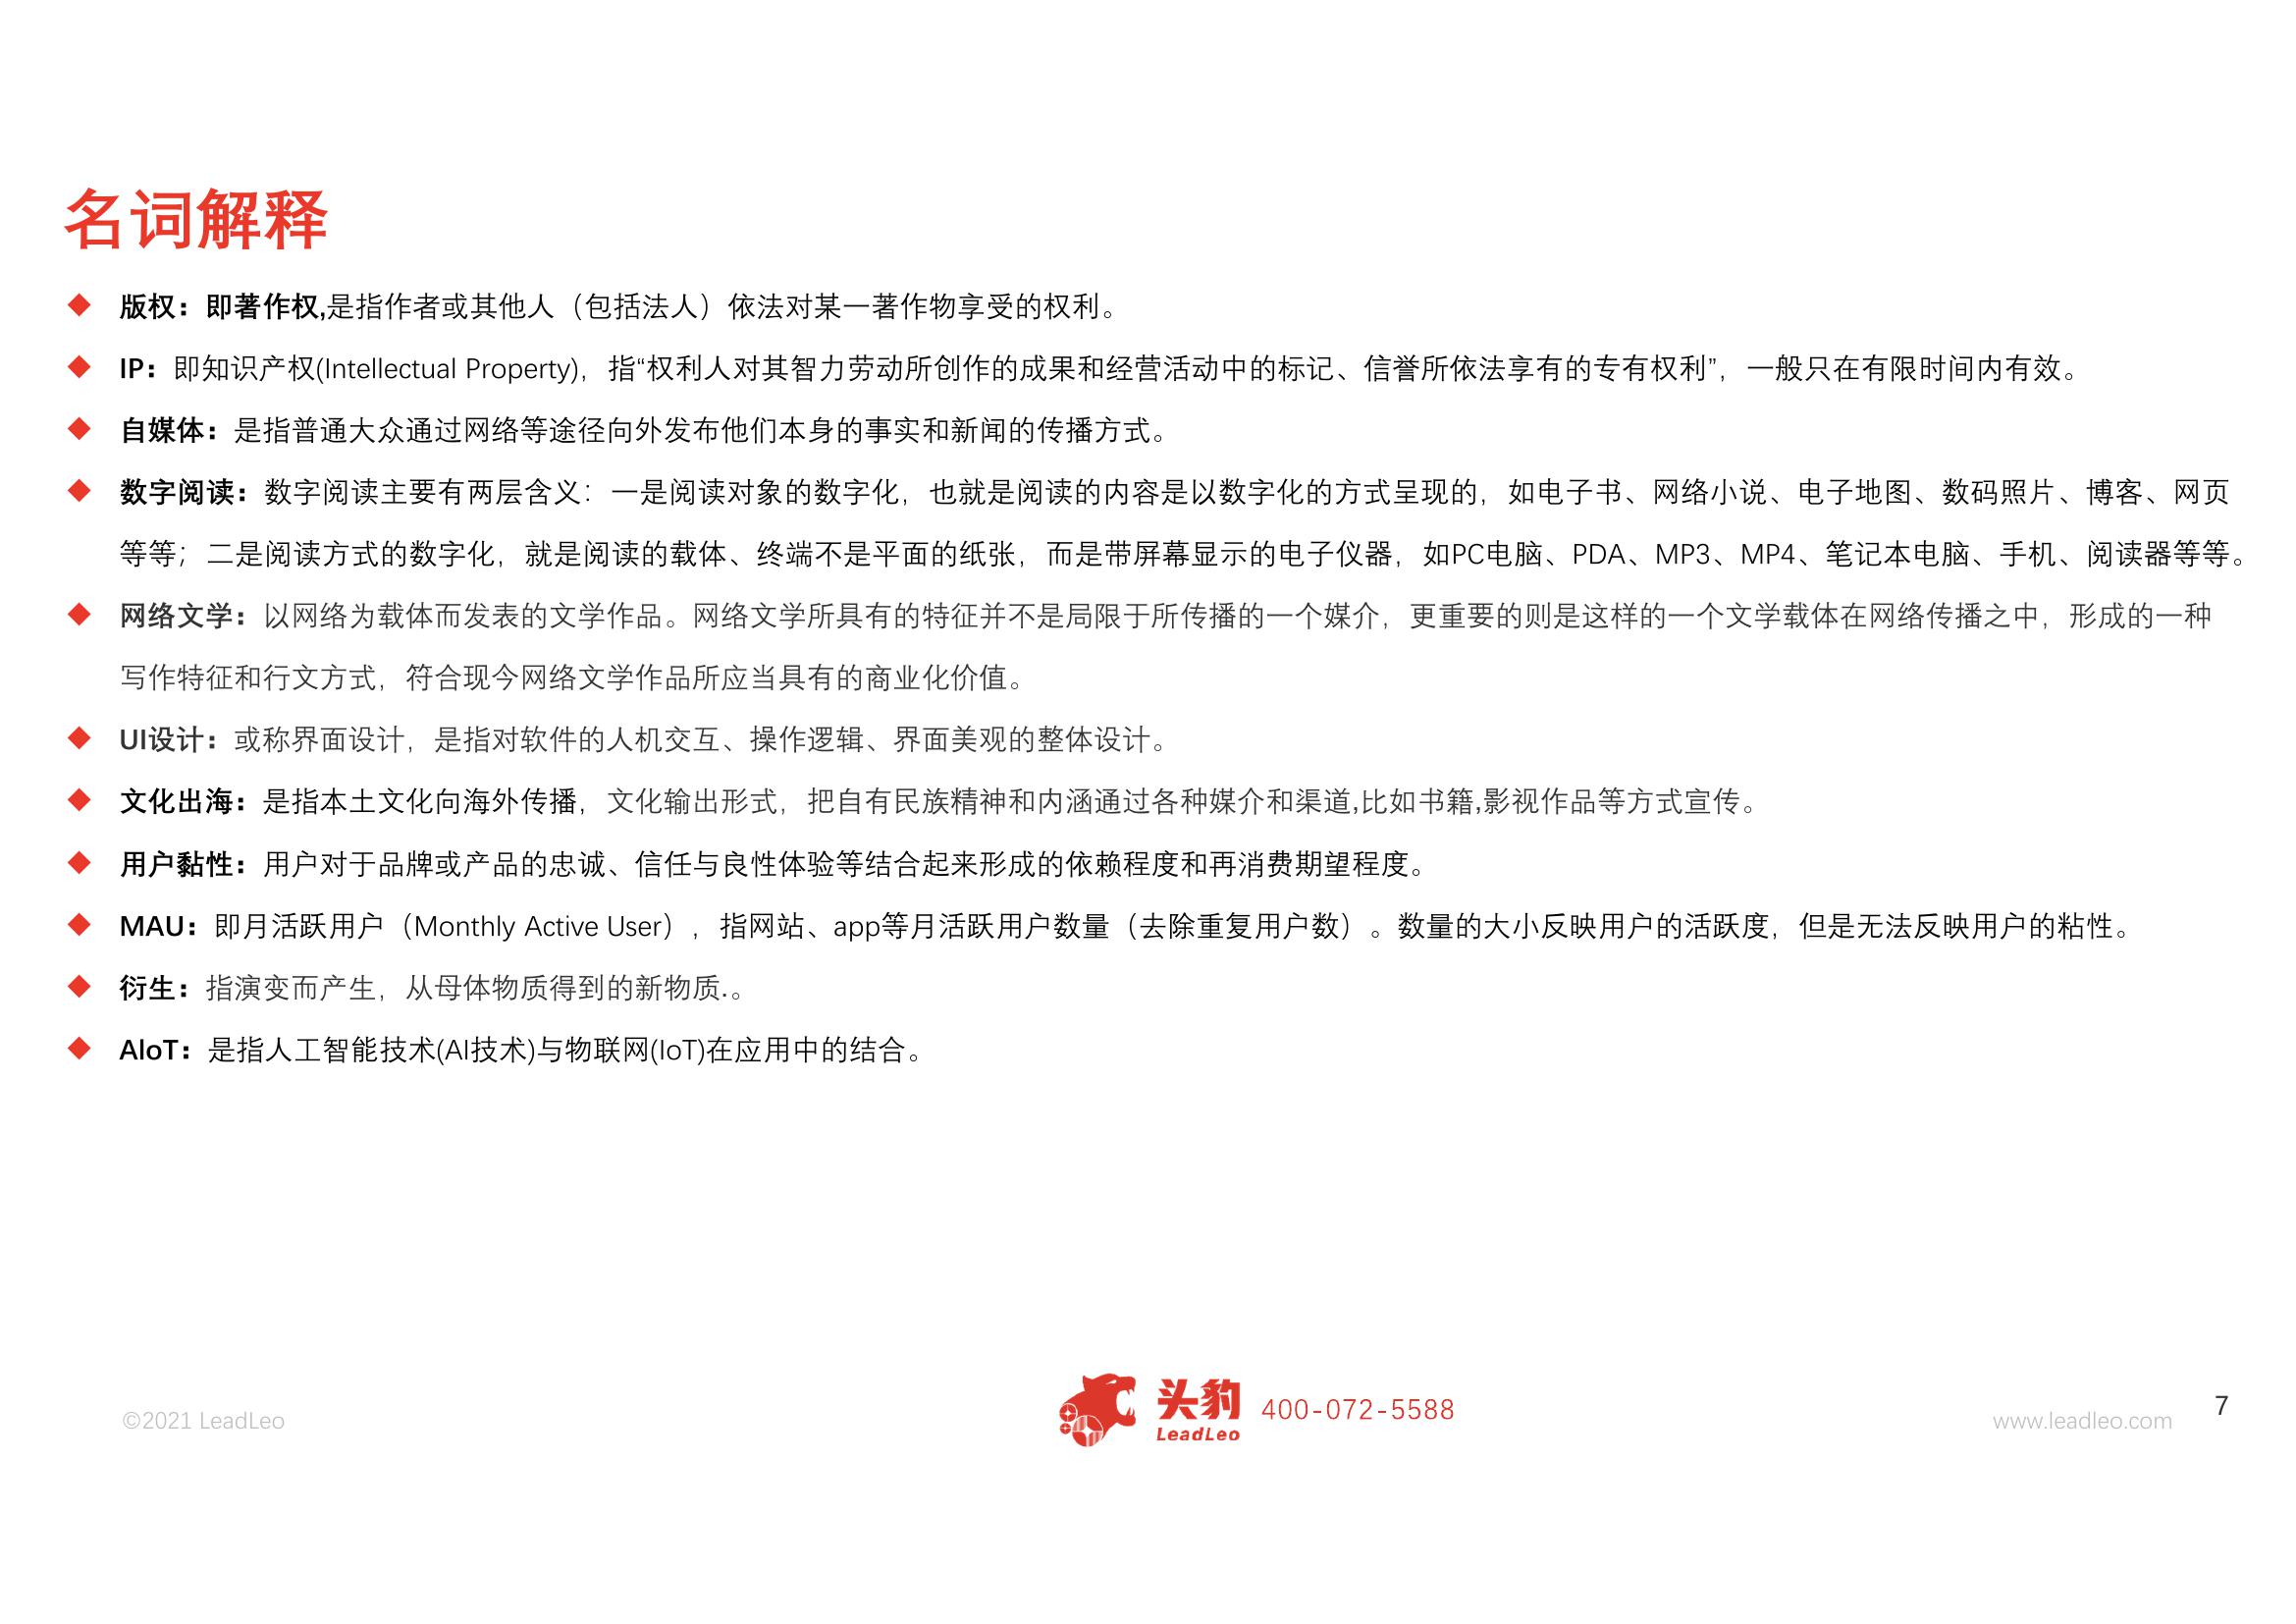 名词解释
版权：即著作权,是指作者或其他人（包括法人）依法对某一著作物享受的权利。
IP：即知识产权(Intellectual Property)，指“权利人对其智力劳动所创作的成果和经营活动中的标记、信誉所依法享有的专有权利”，一般只在有限时间内有效。
自媒体：是指普通大众通过网络等途径向外发布他们本身的事实和新闻的传播方式。
数字阅读：数字阅读主要有两层含义：一是阅读对象的数字化，也就是阅读的内容是以数字化的方式呈现的，如电子书、网络小说、电子地图、数码照片、博客、网页
等等；二是阅读方式的数字化，就是阅读的载体、终端不是平面的纸张，而是带屏幕显示的电子仪器，如PC电脑、PDA、MP3、MP4、笔记本电脑、手机、阅读器等等。
网络文学：以网络为载体而发表的文学作品。网络文学所具有的特征并不是局限于所传播的一个媒介，更重要的则是这样的一个文学载体在网络传播之中，形成的一种
写作特征和行文方式，符合现今网络文学作品所应当具有的商业化价值。
UI设计：或称界面设计，是指对软件的人机交互、操作逻辑、界面美观的整体设计。
文化出海：是指本土文化向海外传播，文化输出形式，把自有民族精神和内涵通过各种媒介和渠道,比如书籍,影视作品等方式宣传。
用户黏性：用户对于品牌或产品的忠诚、信任与良性体验等结合起来形成的依赖程度和再消费期望程度。
MAU：即月活跃用户（Monthly Active User），指网站、app等月活跃用户数量（去除重复用户数）。数量的大小反映用户的活跃度，但是无法反映用户的粘性。
衍生：指演变而产生，从母体物质得到的新物质.。
AIoT：是指人工智能技术(AI技术)与物联网(IoT)在应用中的结合。
©2021 LeadLeo
头豹
LeadLeo
400-072-5588
www.leadleo.com
7